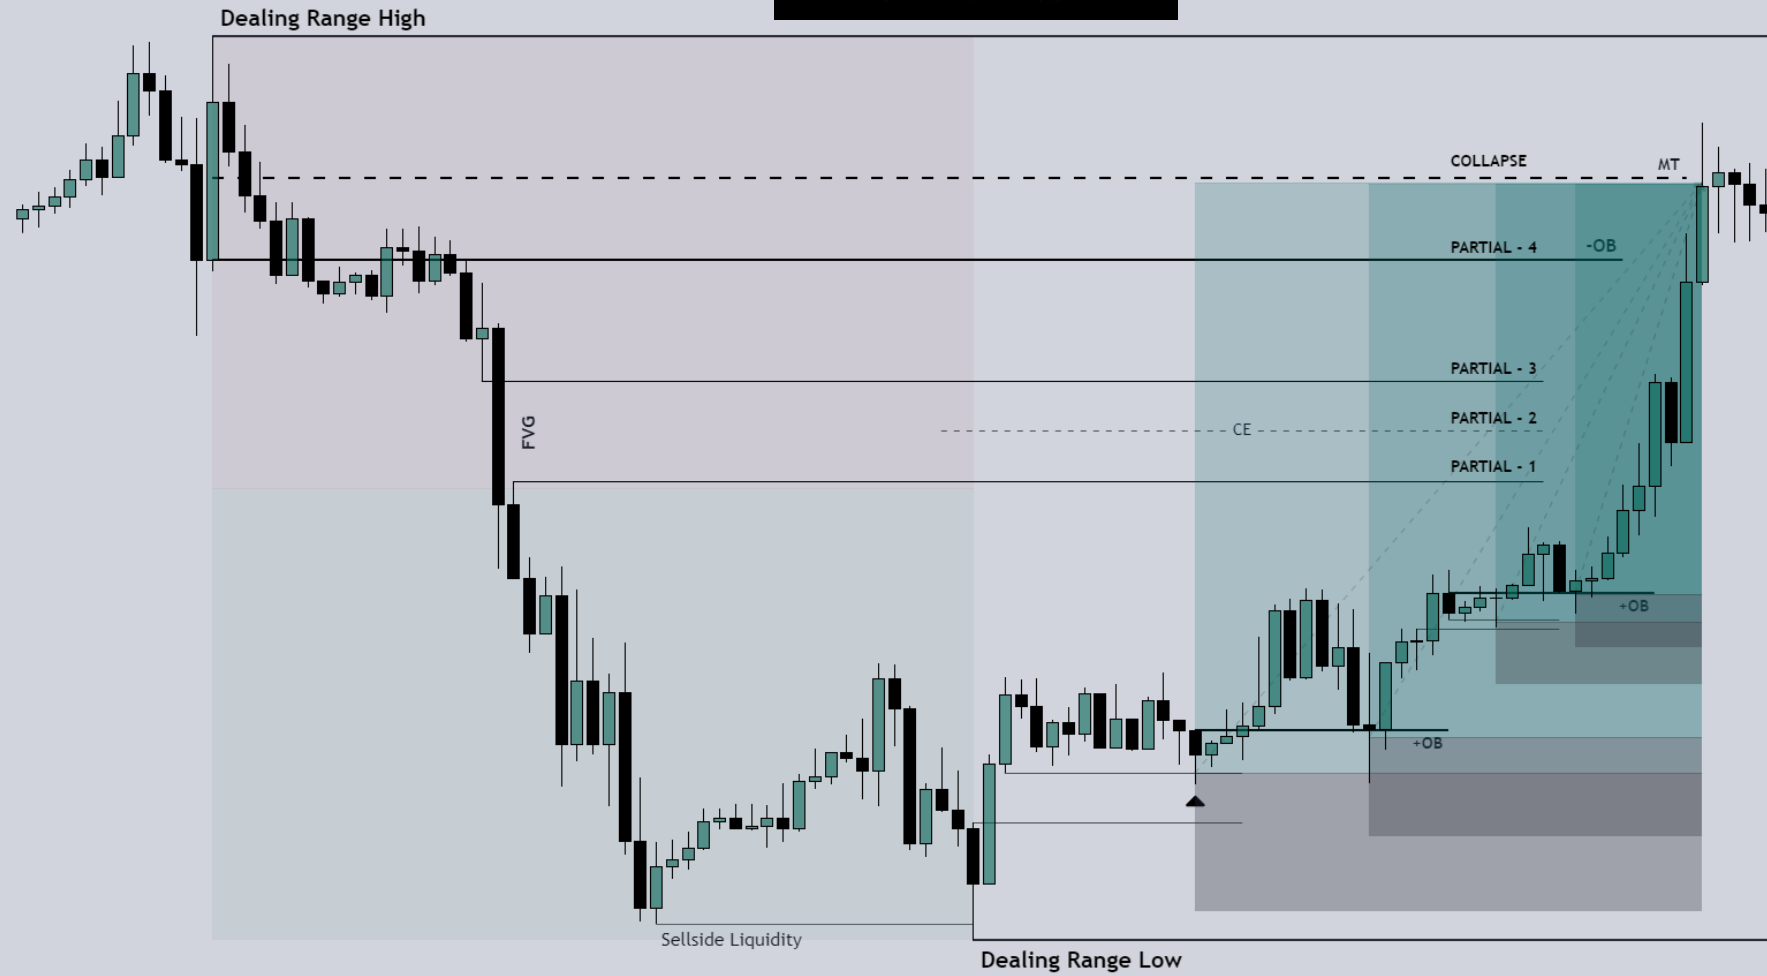 Dealing Range High
COLLAPSE
MT
PARTIAL - 4
-OB
PARTIAL - 3
FVG
PARTIAL - 2
CE
PARTIAL - 1
+OB
+OB
Sellside Liquidity
Dealing Range Low